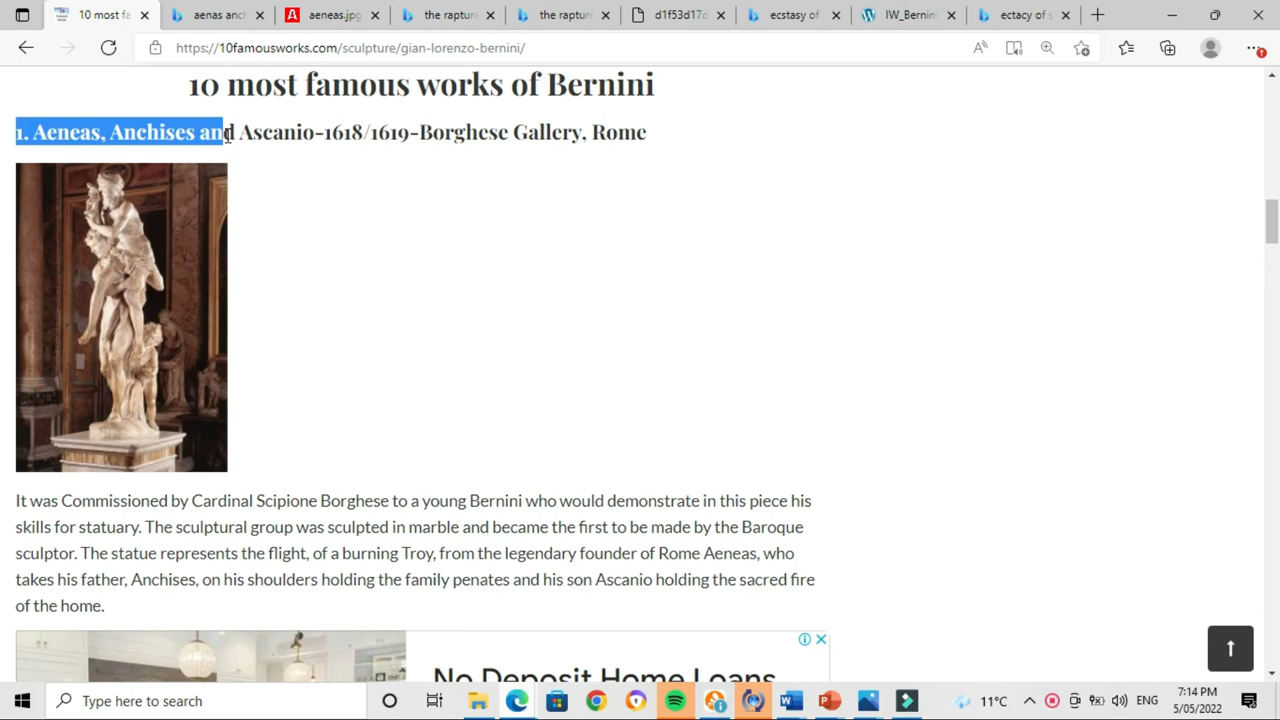 10 most fa
aenas anch
aeneas.jpg
the rapture
the rapture
d1f53d17d
ecstasy of
IW_Bernini
ectacy of s
https://10famousworks.com/sculpture/gian-lorenzo-bernini/
10 most famous works of Bernini
1. Aeneas, Anchises and Ascanio-1618/1619-Borghese Gallery, Rome
It was Commissioned by Cardinal Scipione Borghese to a young Bernini who would demonstrate in this piece his
skills for statuary. The sculptural group was sculpted in marble and became the first to be made by the Baroque
sculptor. The statue represents the flight, of a burning Troy, from the legendary founder of Rome Aeneas, who
takes his father, Anchises, on his shoulders holding the family penates and his son Ascanio holding the sacred fire
of the home.
No Deposit Home Loans
Type here to search
11°C
ENG
7:14 PM
5/05/2022